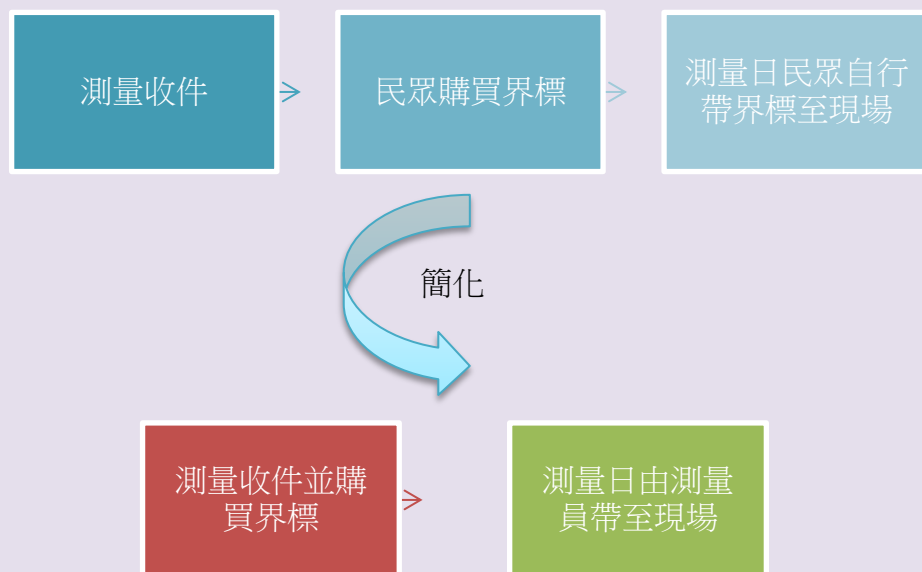 測量收件
民眾購買界標
測量日民眾自行
帶界標至現場
簡化
測量收件並購
買界標
測量日由測量
員帶至現場